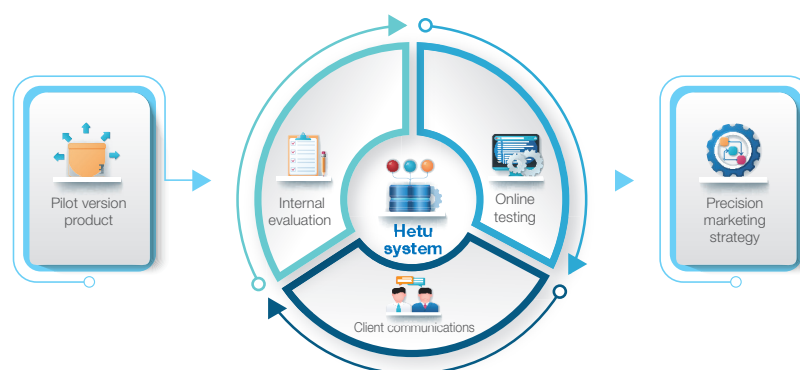 Pilot version
product
Internal
evaluation
Hetu
system
Online
testing
Client communications
Precision
marketing
strategy